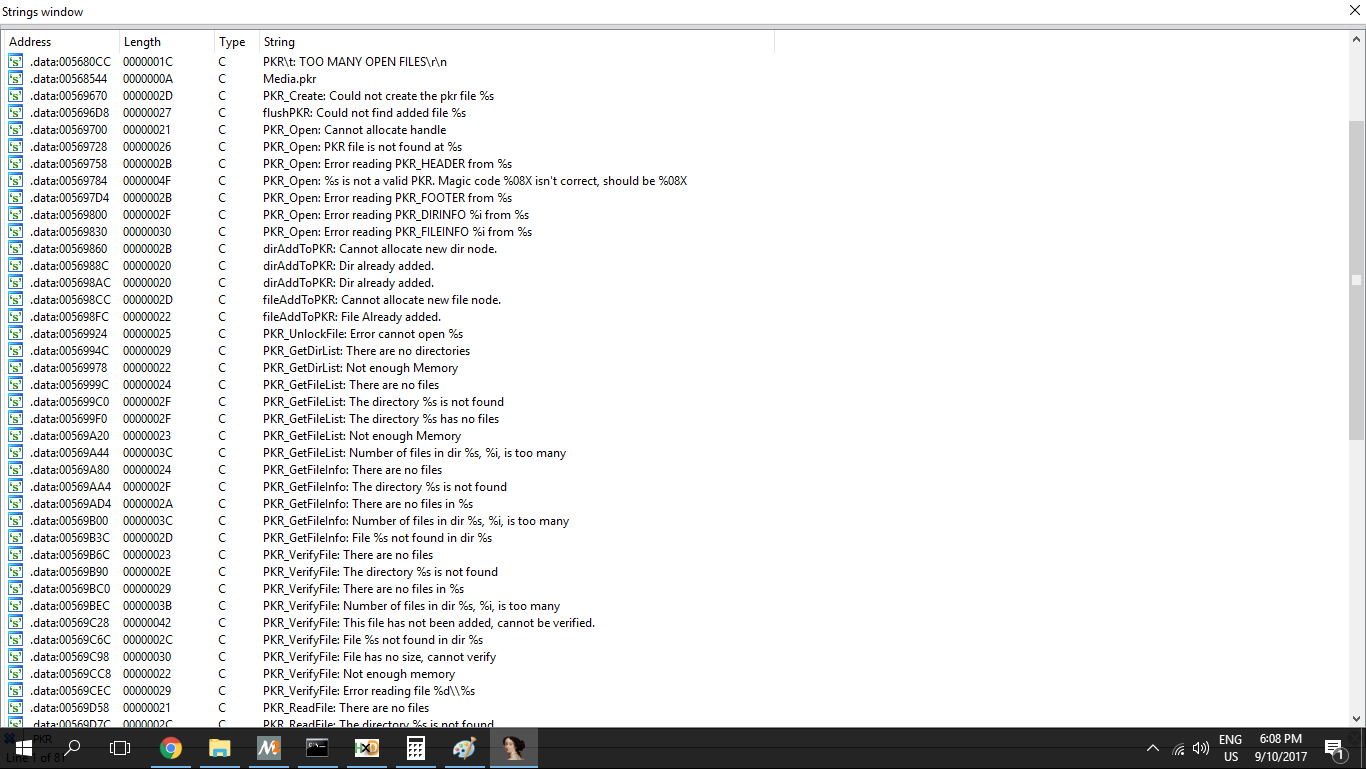 Strings window
Address Length Type String
.data:005680CC 0000001C C PKR\t: TOO MANY OPEN FILES\r\n
.data:00568544 0000000A C Media.pkr
.data:00569670 0000002D C PKR_Create: Could not create the pkr file %s
.data:005696D8 00000027 C flushPKR: Could not find added file %s
.data:00569700 00000021 C PKR_Open: Cannot allocate handle
.data:00569728 00000026 C PKR_Open: PKR file is not found at %s
.data:00569758 0000002B C PKR_Open: Error reading PKR_HEADER from %s
.data:00569784 0000004F C PKR_Open: %s is not a valid PKR. Magic code %08X isn't correct, should be %08X
.data:005697D4 0000002B C PKR_Open: Error reading PKR_FOOTER from %s
.data:00569800 0000002F C PKR_Open: Error reading PKR_DIRINFO %i from %s
.data:00569830 00000030 C PKR_Open: Error reading PKR_FILEINFO %i from %s
.data:00569860 0000002B C dirAddToPKR: Cannot allocate new dir node.
.data:0056988C 00000020 C dirAddToPKR: Dir already added.
.data:005698AC 00000020 C dirAddToPKR: Dir already added.
.data:005698CC 0000002D C fileAddToPKR: Cannot allocate new file node.
.data:005698FC 00000022 C fileAddToPKR: File Already added.
.data:00569924 00000025 C PKR_UnlockFile: Error cannot open %s
.data:0056994C 00000029 C PKR_GetDirList: There are no directories
.data:00569978 00000022 C PKR_GetDirList: Not enough Memory
.data:0056999C 00000024 C PKR_GetFileList: There are no files
.data:005699C0 0000002F C PKR_GetFileList: The directory %s is not found
.data:005699F0 0000002F C PKR_GetFileList: The directory %s has no files
.data:00569A20 00000023 C PKR_GetFileList: Not enough Memory
.data:00569A44 0000003C C PKR_GetFileList: Number of files in dir %s, %i, is too many
.data:00569A80 00000024 C PKR_GetFileInfo: There are no files
.data:00569AA4 0000002F C PKR_GetFileInfo: The directory %s is not found
.data:00569AD4 0000002A C PKR_GetFileInfo: There are no files in %s
.data:00569B00 0000003C C PKR_GetFileInfo: Number of files in dir %s, %i, is too many
.data:00569B3C 0000002D C PKR_GetFileInfo: File %s not found in dir %s
.data:00569B6C 00000023 C PKR_VerifyFile: There are no files
.data:00569B90 0000002E C PKR_VerifyFile: The directory %s is not found
.data:00569BC0 00000029 C PKR_VerifyFile: There are no files in %s
.data:00569BEC 0000003B C PKR_VerifyFile: Number of files in dir %s, %i, is too many
.data:00569C28 00000042 C PKR_VerifyFile: This file has not been added, cannot be verified.
.data:00569C6C 0000002C C PKR_VerifyFile: File %s not found in dir %s
.data:00569C98 00000030 C PKR_VerifyFile: File has no size, cannot verify
.data:00569CC8 00000022 C PKR_VerifyFile: Not enough memory
.data:00569CEC 00000029 C PKR_VerifyFile: Error reading file %d\\%s
.data:00569D58 00000021 C PKR_ReadFile: There are no files
.data:00569D7C 0000002C C PKR_ReadFile: The directory %s is not found
PKR
Line 1 of 81
ENG
US
6:08 PM
9/10/2017
1